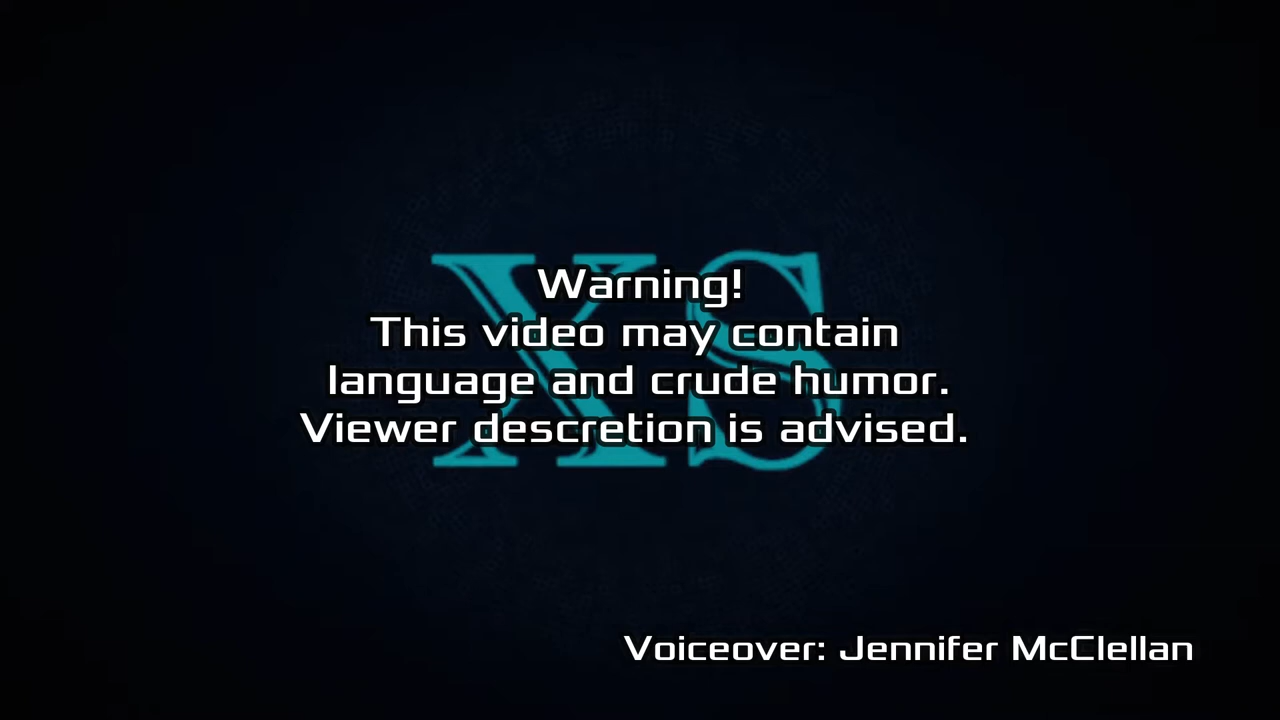 XS
Warning!
This video may contain
language and crude humor.
Viewer descretion is advised.
Voiceover: Jennifer McClellan